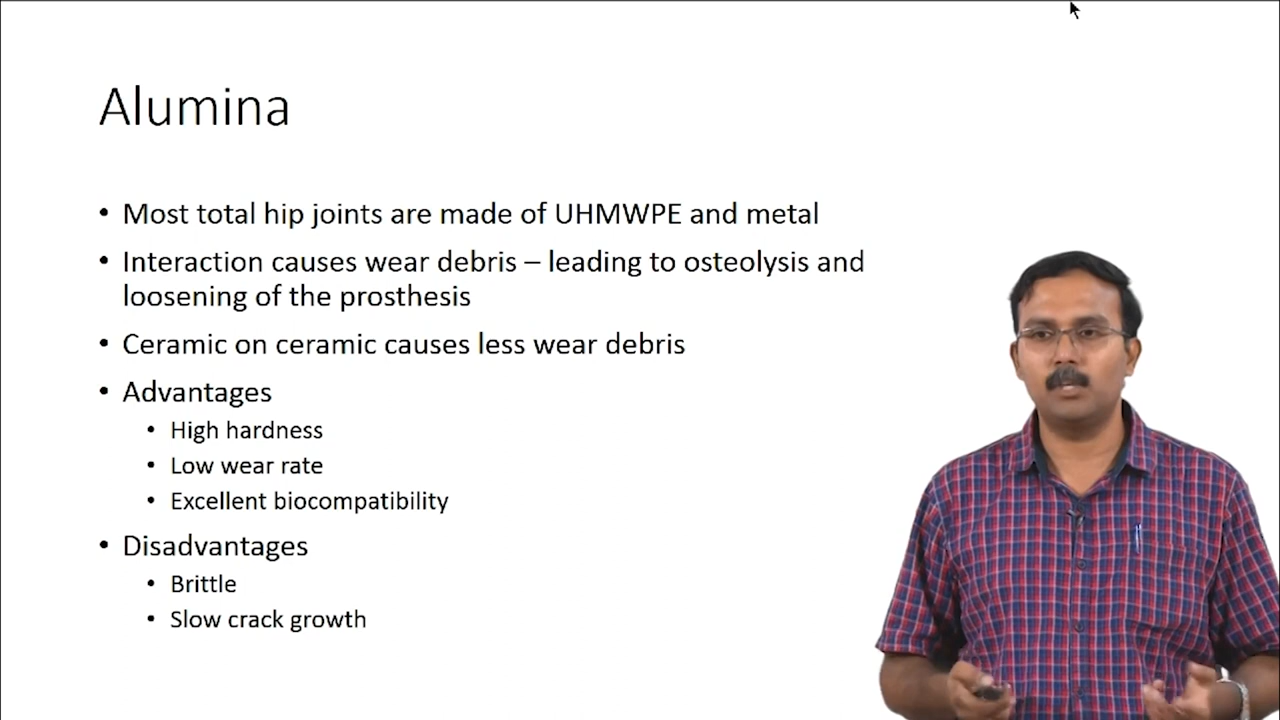 Alumina
• Most total hip joints are made of UHMWPE and metal
• Interaction causes wear debris – leading to osteolysis and
loosening of the prosthesis
• Ceramic on ceramic causes less wear debris
• Advantages
• High hardness
• Low wear rate
• Excellent biocompatibility
• Disadvantages
• Brittle
• Slow crack growth